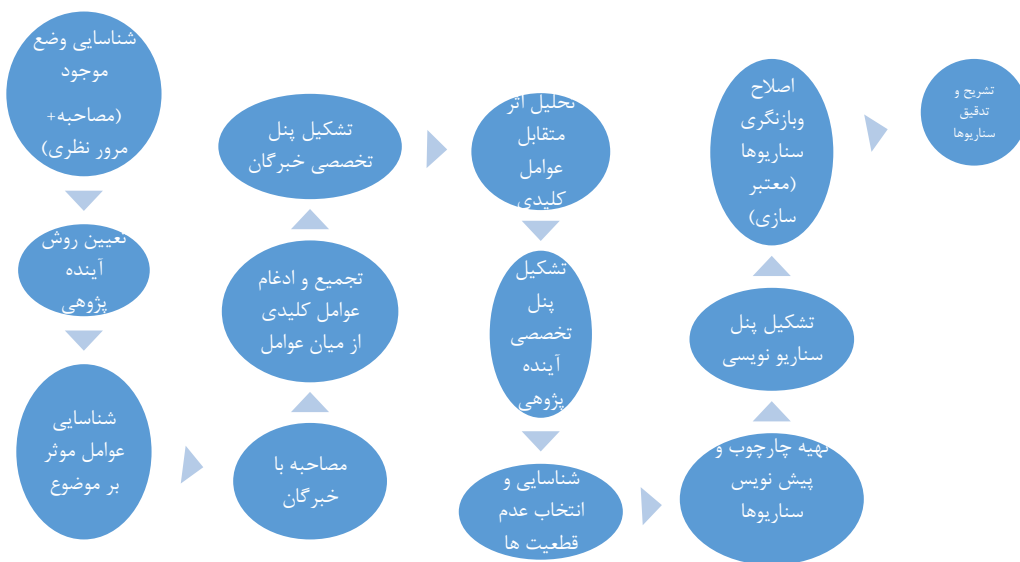 شناسایی وضع
موجود
(مصاحبه+
مرور نظری)
تعیین روش
آینده
پژوهی
شناسایی
عوامل موثر
بر موضوع
مصاحبه با
خبرگان
تجمیع و ادغام
عوامل کلیدی
از میان عوامل
تشکیل پنل
تخصصی خبرگان
تحلیل اثر
متقابل
عوامل
کلیدی
تشکیل
پنل
تخصصی
آینده
پژوهی
شناسایی و
انتخاب عدم
قطعیت ها
تهیه چارچوب و
پیش نویس
سناریوها
تشکیل پنل
سناریو نویسی
اصلاح
وبازنگری
سناریوها
(معتبر
سازی)
تشریح و
تدقیق
سناریوها